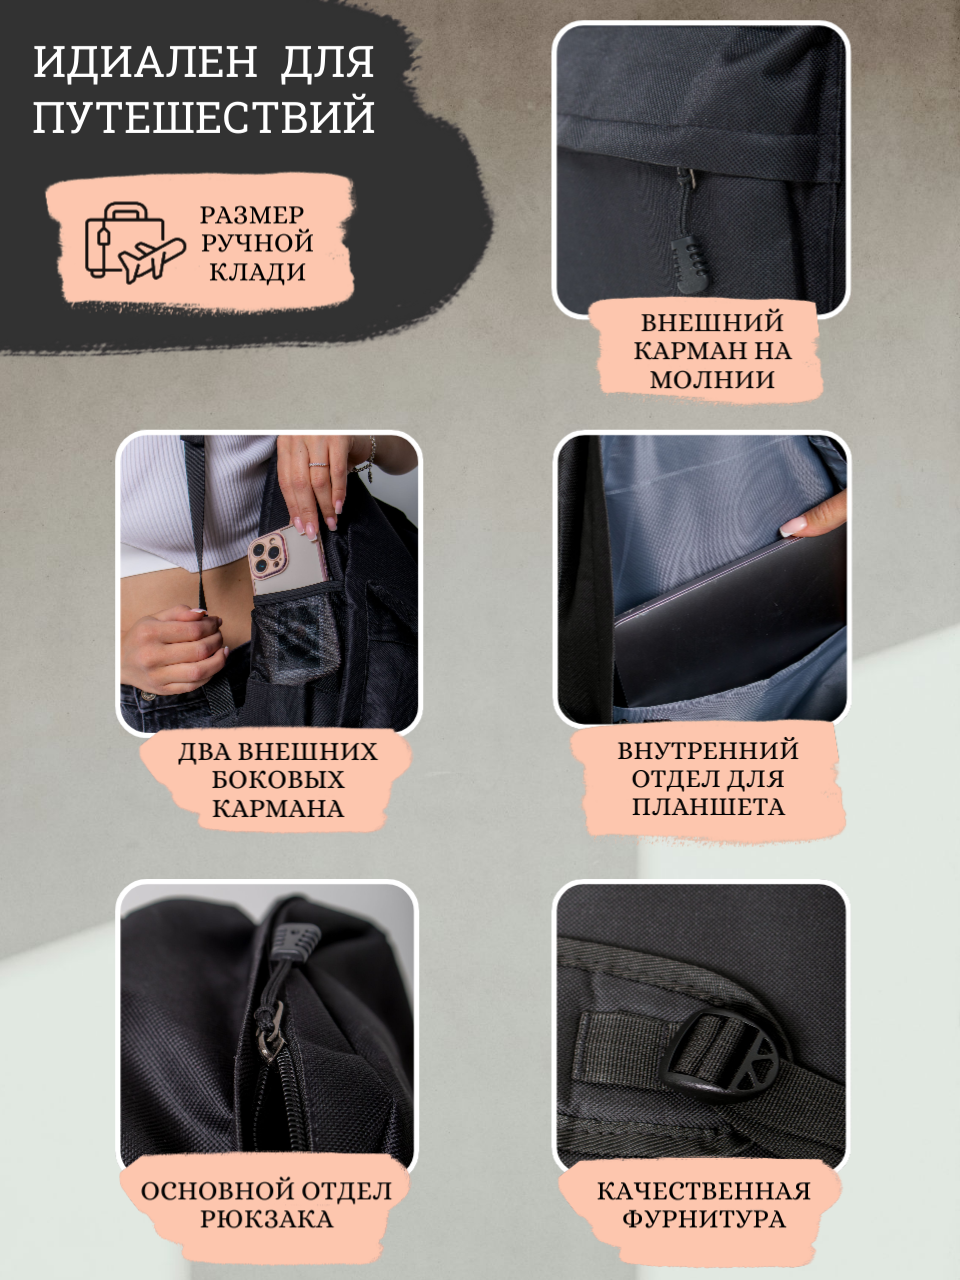 ИДИАЛЕН ДЛЯ
ПУТЕШЕСТВИЙ
РАЗМЕР
РУЧНОЙ
КЛАДИ
ВНЕШНИЙ
КАРМАН НА
МОЛНИИ
ДВА ВНЕШНИХ
БОКОВЫХ
КАРМАНА
ВНУТРЕННИЙ
ОТДЕЛ ДЛЯ
ПЛАНШЕТА
ОСНОВНОЙ ОТДЕЛ
РЮКЗАКА
КАЧЕСТВЕННАЯ
ФУРНИТУРА